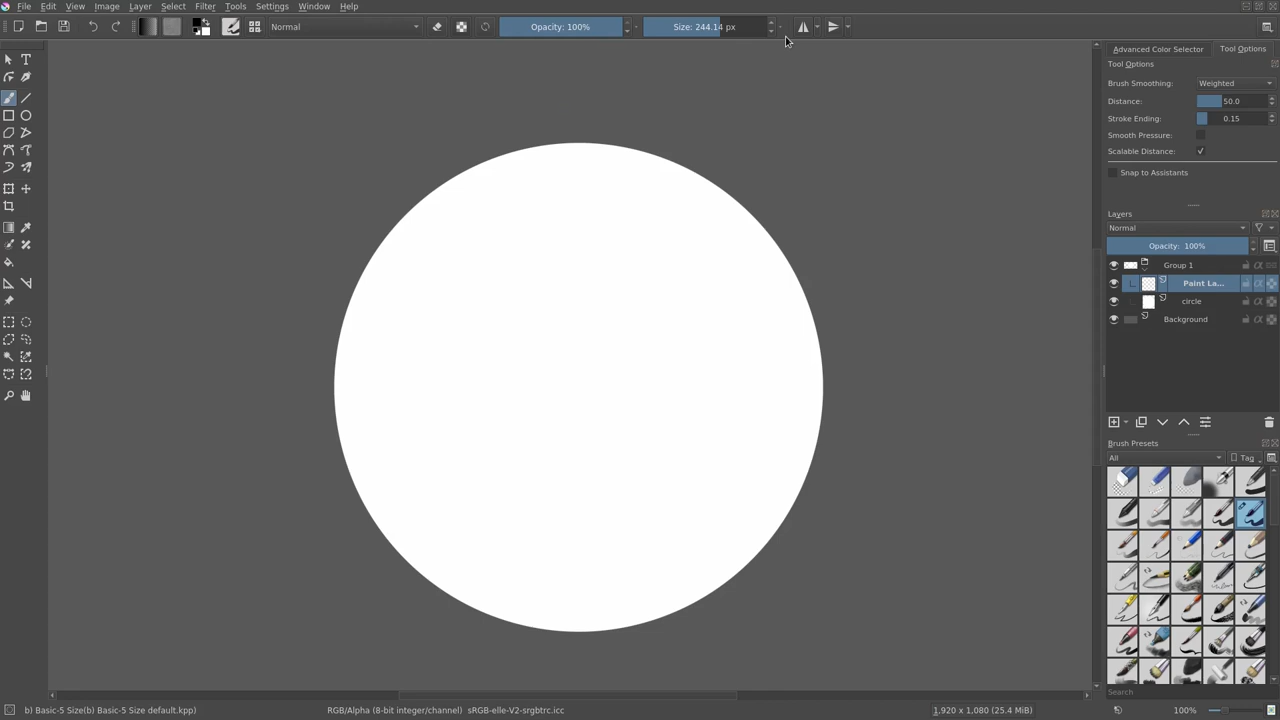 File Edit View Image Layer Select Filter Tools Settings Window Help
Normal Opacity: 100% Size: 244.14 px
Advanced Color Selector Tool Options
Tool Options
Brush Smoothing: Weighted
Distance: 50.0
Stroke Ending: 0.15
Smooth Pressure:
Scalable Distance:
Snap to Assistants
Layers
Normal
Opacity: 100%
Group 1
Paint La...
circle
Background
Brush Presets
All Tag
Search
b) Basic-5 Size(b) Basic-5 Size default.kpp) RGB/Alpha (8-bit integer/channel) sRGB-elle-V2-srgbtrc.icc 1,920 x 1,080 (25.4 MiB) 100%